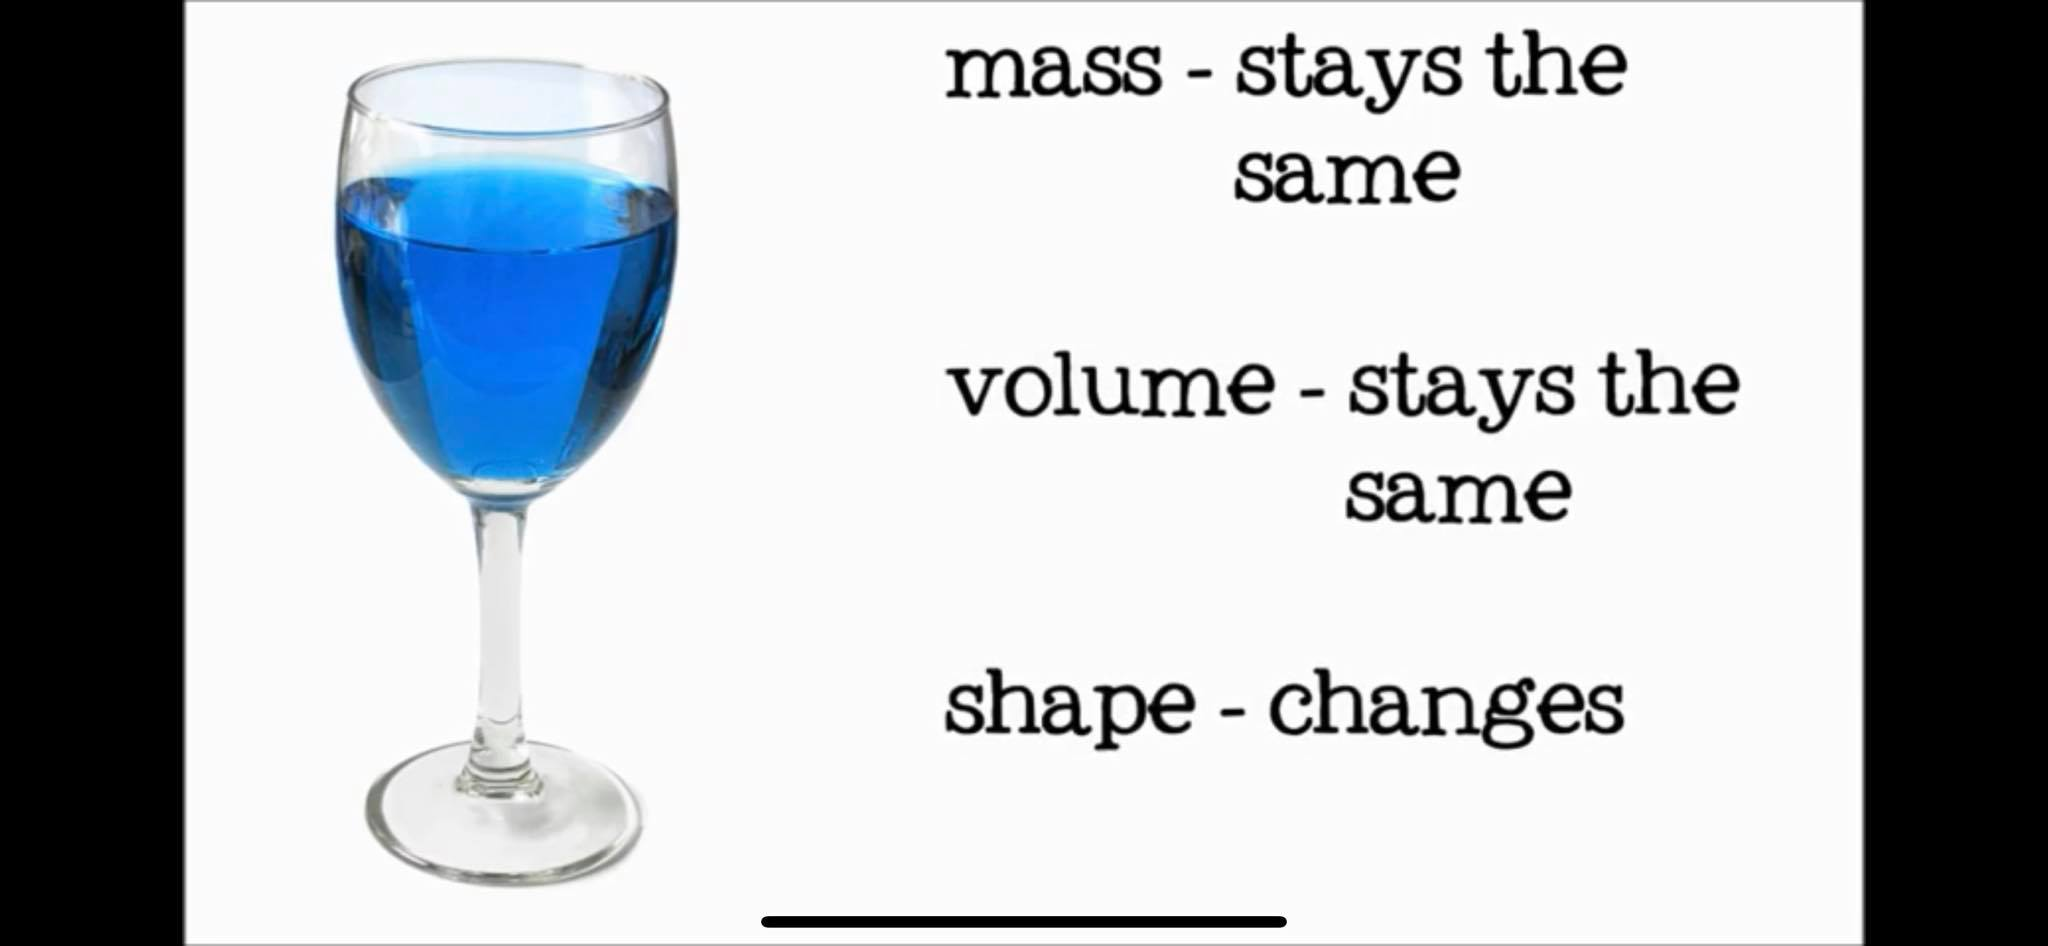 mass - stays the
same
volume - stays the
same
shape - changes